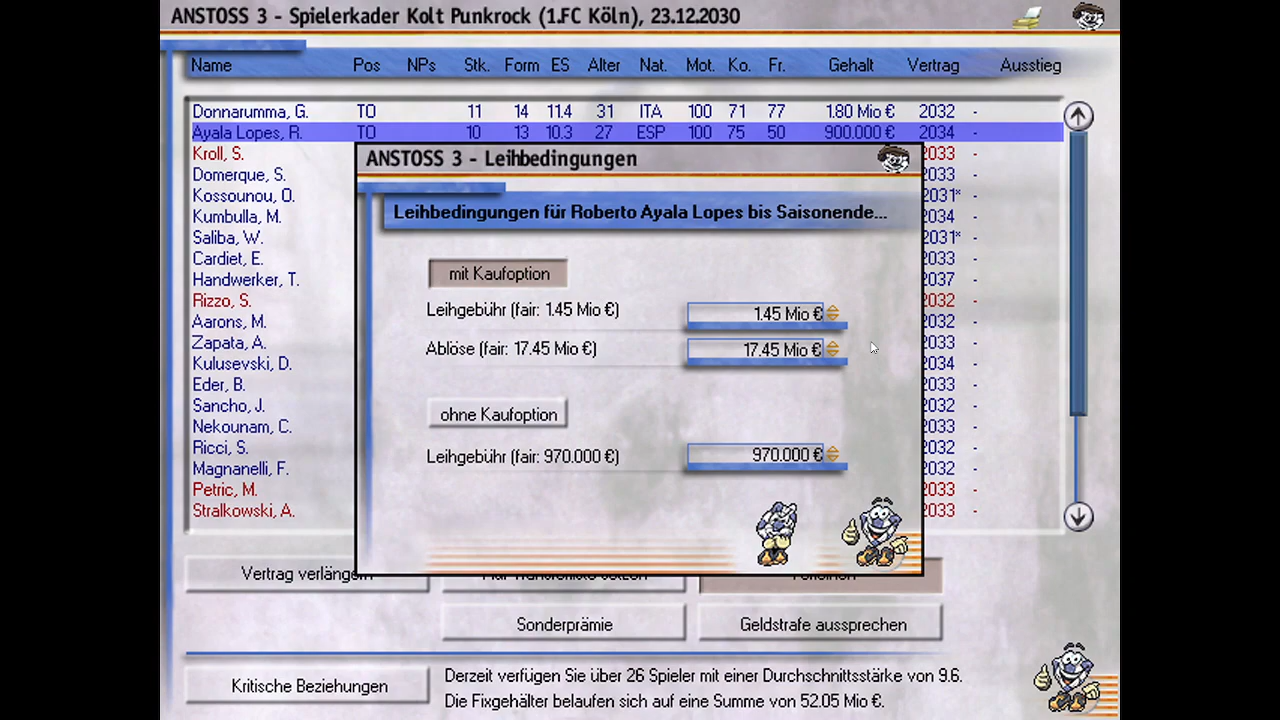 ANSTOSS 3 - Spielerkader Kolt Punkrock (1.FC Köln), 23.12.2030
Name Pos NPs Stk. Form ES Alter Nat. Mot. Ko. Fr. Gehalt Vertrag Ausstieg
Donnarumma, G. TO 11 14 11.4 31 ITA 100 71 77 1.80 Mio € 2032 -
Ayala Lopes, R. TO 10 13 10.3 27 ESP 100 75 50 900.000 € 2034 -
Kroll, S. 2033 -
Domerque, S. 2033 -
Kossounou, O. 2031* -
Kumbulla, M. 2034 -
Saliba, W. 2031* -
Cardiet, E. 2033 -
Handwerker, T. 2037 -
Rizzo, S. 2032 -
Aarons, M. 2032 -
Zapata, A. 2033 -
Kulusevski, D. 2034 -
Eder, B. 2033 -
Sancho, J. 2032 -
Nekounam, C. 2033 -
Ricci, S. 2032 -
Magnanelli, F. 2032 -
Petric, M. 2033 -
Stralkowski, A. 2033 -
ANSTOSS 3 - Leihbedingungen
Leihbedingungen für Roberto Ayala Lopes bis Saisonende...
mit Kaufoption
Leihgebühr (fair: 1.45 Mio €) 1.45 Mio €
Ablöse (fair: 17.45 Mio €) 17.45 Mio €
ohne Kaufoption
Leihgebühr (fair: 970.000 €) 970.000 €
Vertrag verlängern
Sonderprämie
Geldstrafe aussprechen
Kritische Beziehungen
Derzeit verfügen Sie über 26 Spieler mit einer Durchschnittsstärke von 9.6.
Die Fixgehälter belaufen sich auf eine Summe von 52.05 Mio €.